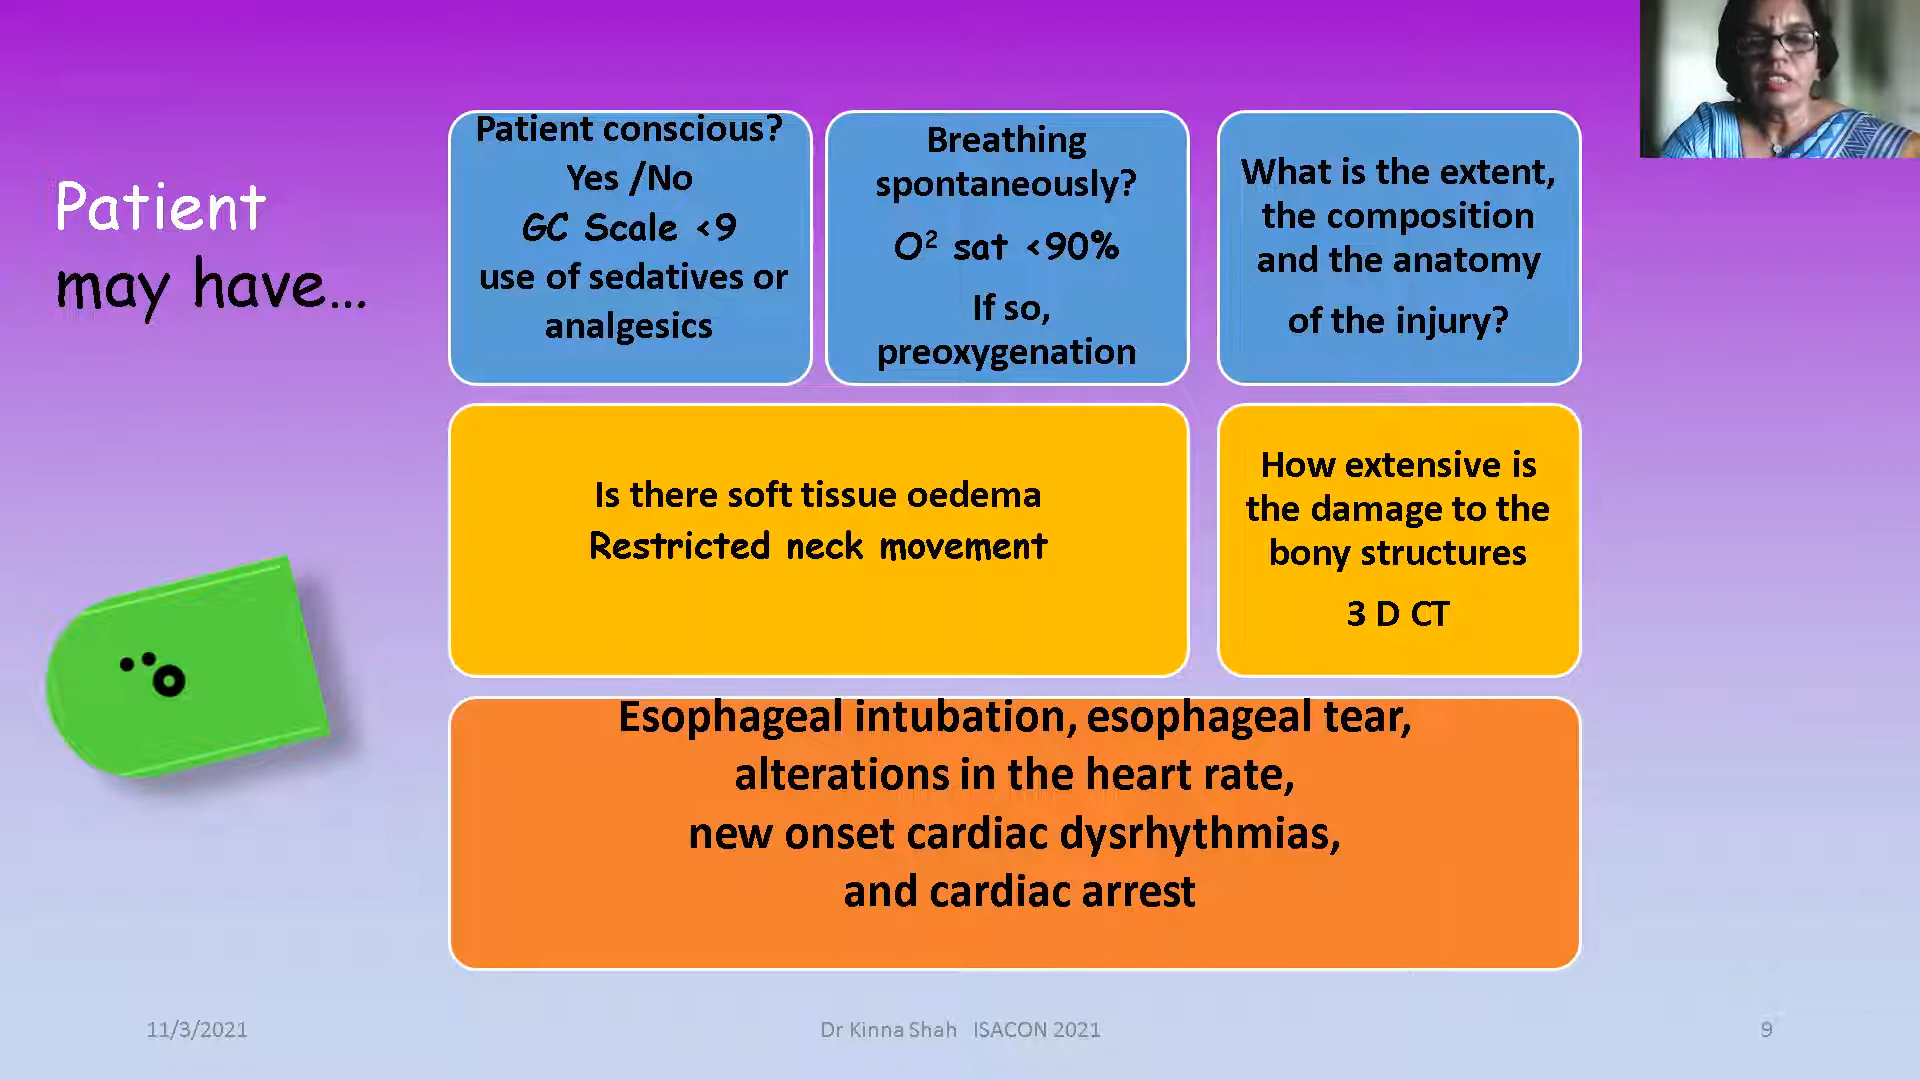 Patient
may have...
Patient conscious?
Yes /No
GC Scale <9
use of sedatives or
analgesics
Breathing
spontaneously?
O² sat <90%
If so,
preoxygenation
What is the extent,
the composition
and the anatomy
of the injury?
Is there soft tissue oedema
Restricted neck movement
How extensive is
the damage to the
bony structures
3 D CT
Esophageal intubation, esophageal tear,
alterations in the heart rate,
new onset cardiac dysrhythmias,
and cardiac arrest
11/3/2021
Dr Kinna Shah ISACON 2021
9